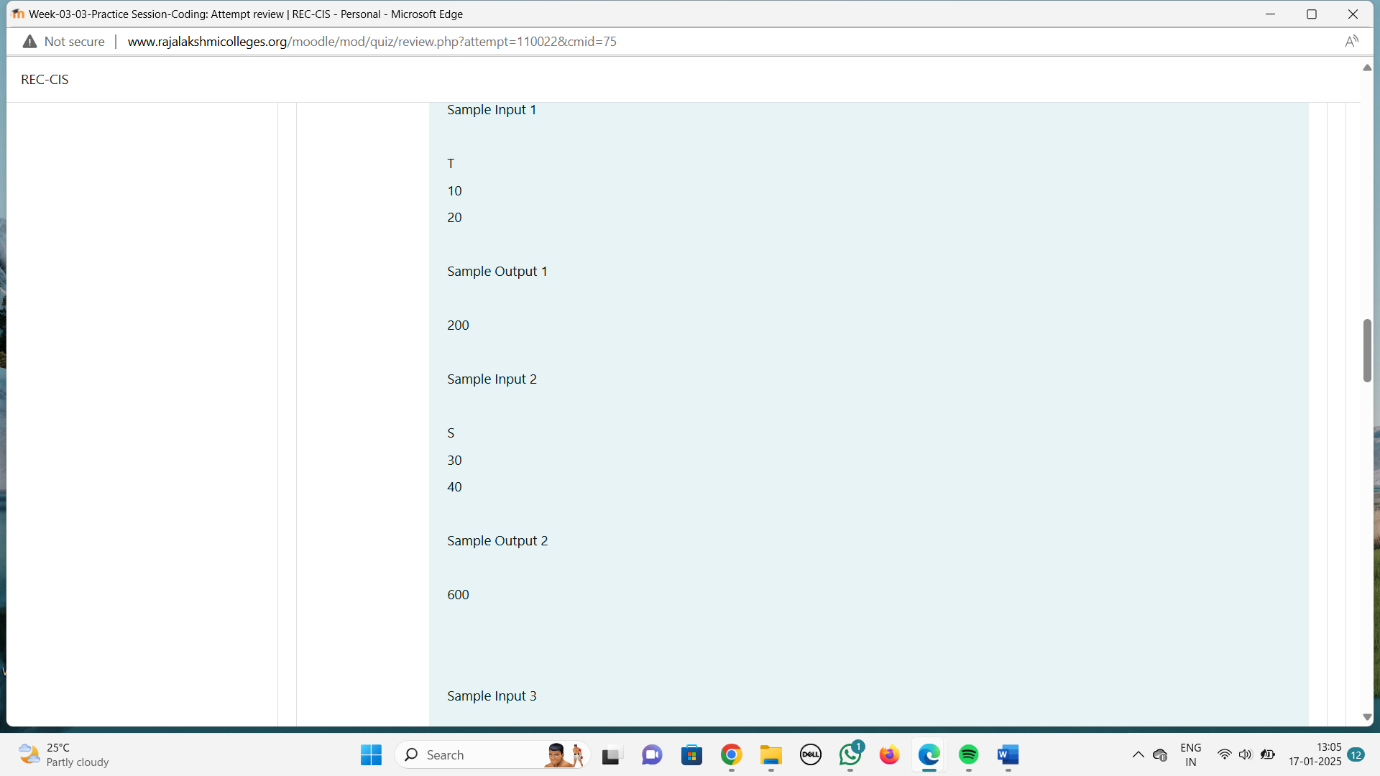 Week-03-03-Practice Session-Coding: Attempt review | REC-CIS - Personal - Microsoft Edge
Not secure | www.rajalakshmicolleges.org/moodle/mod/quiz/review.php?attempt=110022&cmid=75
REC-CIS
Sample Input 1
T
10
20
Sample Output 1
200
Sample Input 2
S
30
40
Sample Output 2
600
Sample Input 3
25°C
Partly cloudy
Search
DELL
1
W
ENG
IN
13:05
17-01-2025
12